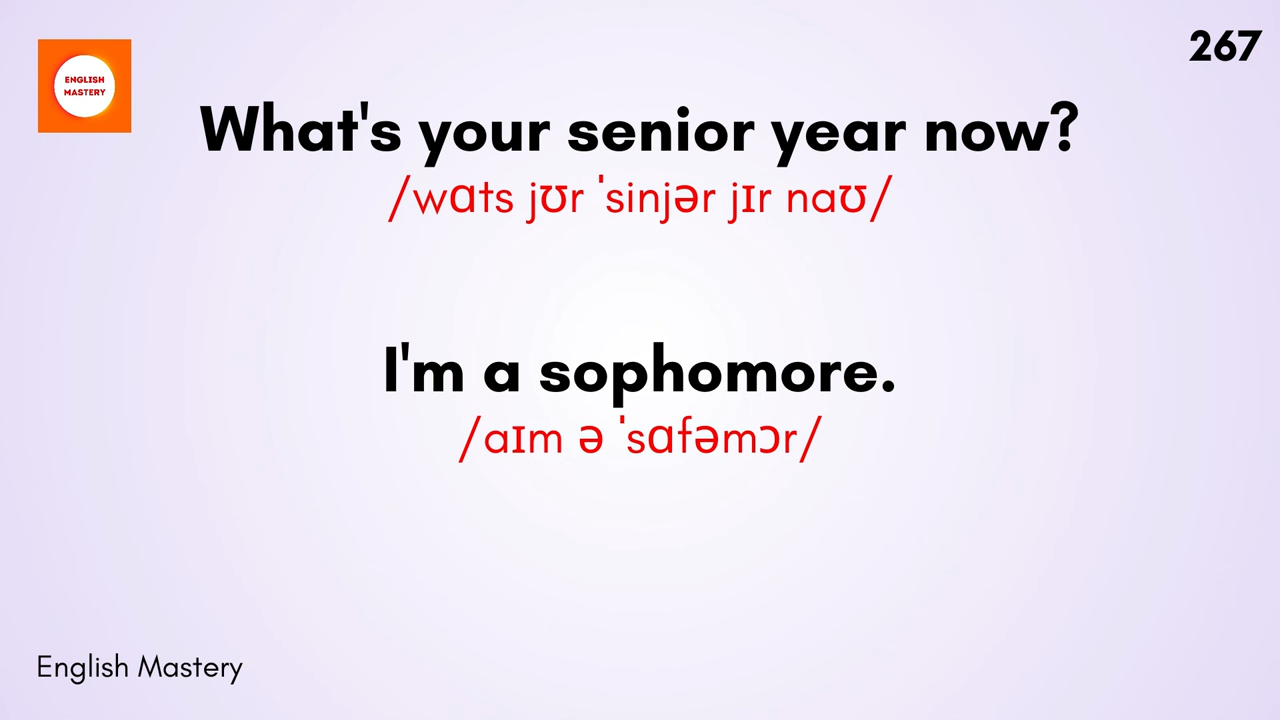 ENGLISH
MASTERY
267
What's your senior year now?
/wɑts jʊr ˈsinjər jɪr naʊ/
I'm a sophomore.
/aɪm ə ˈsɑfəmɔr/
English Mastery